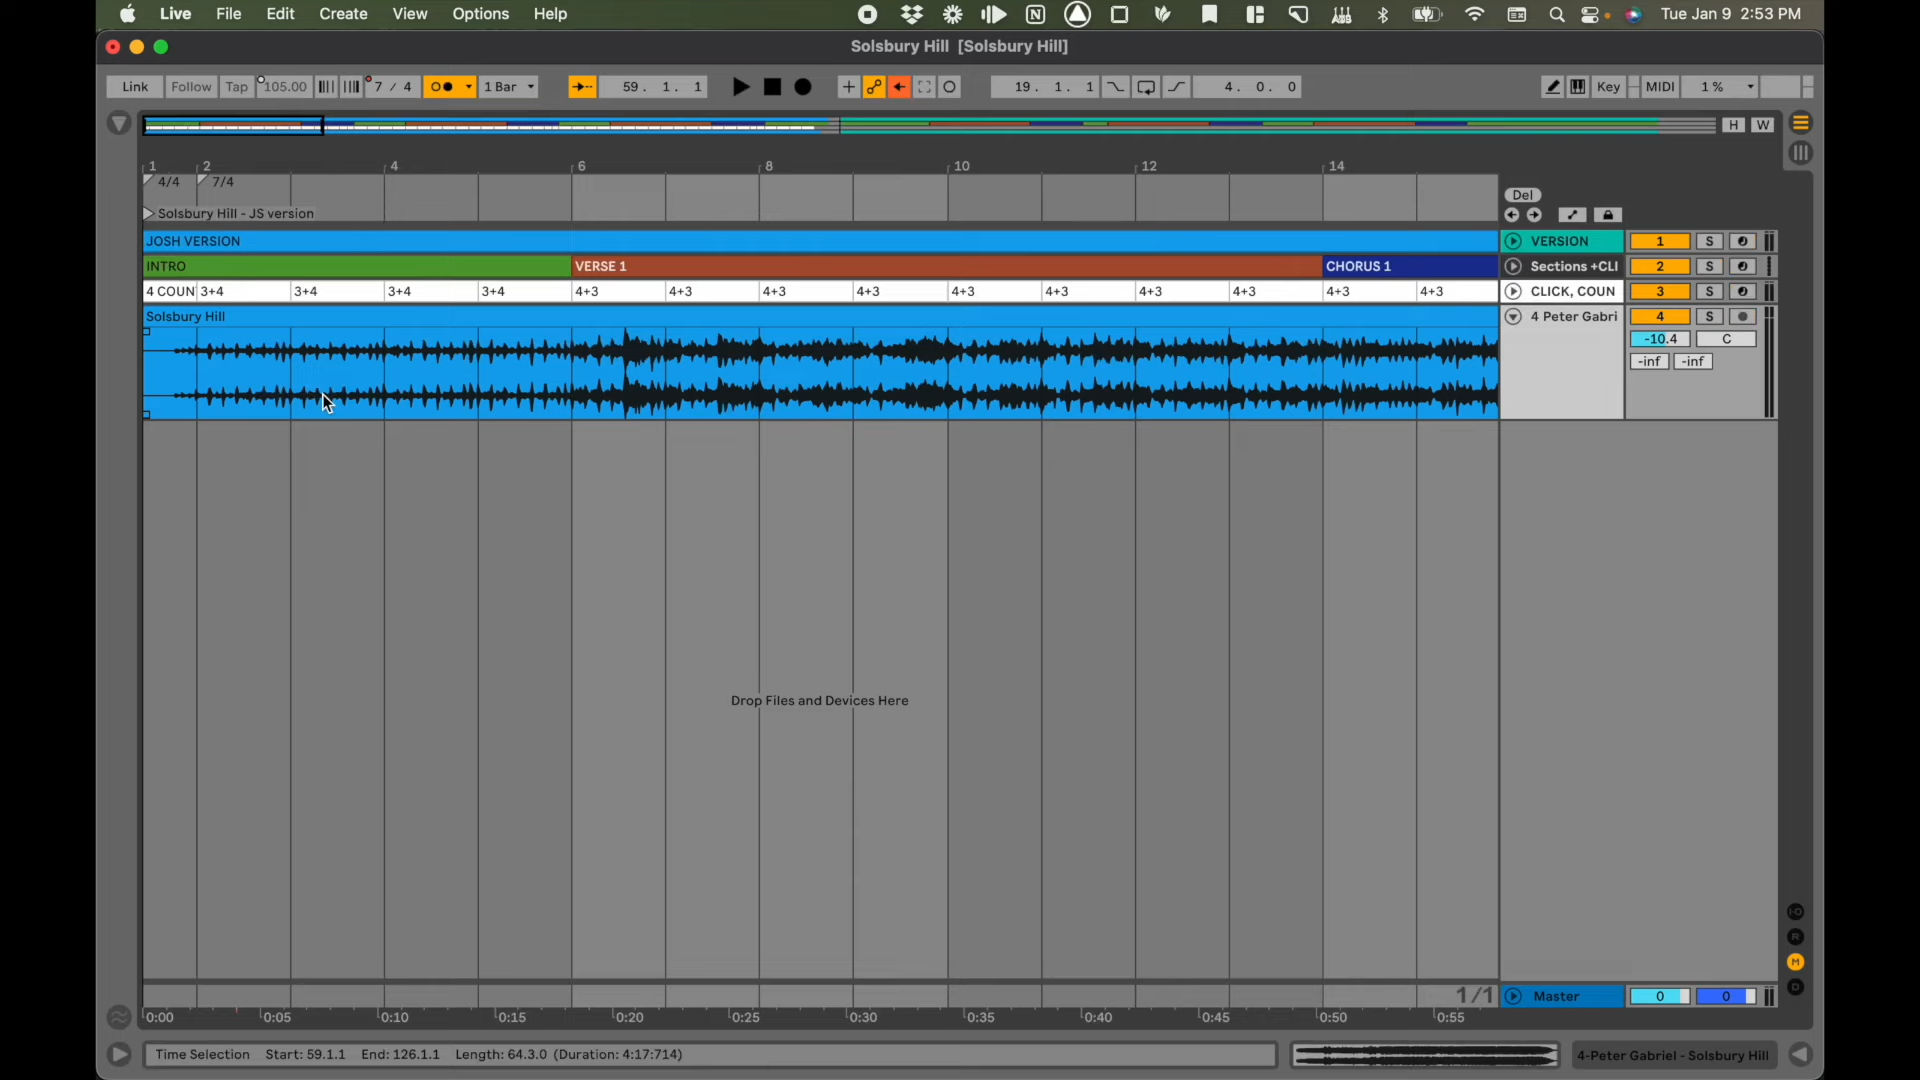 Live File Edit Create View Options Help Tue Jan 9 2:53 PM
Solsbury Hill [Solsbury Hill]
Link Follow Tap 105.00 7 / 4 1 Bar 59. 1. 1 19. 1. 1 4. 0. 0 Key MIDI 1 %
H W
1 2 4 6 8 10 12 14
4/4 7/4
Del
Solsbury Hill - JS version
JOSH VERSION VERSION 1 S
INTRO VERSE 1 CHORUS 1 Sections +CLI 2 S
4 COUN 3+4 3+4 3+4 3+4 4+3 4+3 4+3 4+3 4+3 4+3 4+3 4+3 4+3 4+3 CLICK, COUN 3 S
Solsbury Hill 4 Peter Gabri 4 S
-10.4 C
-inf -inf
Drop Files and Devices Here
I·O
R
M
D
1/1 Master 0 0
0:00 0:05 0:10 0:15 0:20 0:25 0:30 0:35 0:40 0:45 0:50 0:55
Time Selection Start: 59.1.1 End: 126.1.1 Length: 64.3.0 (Duration: 4:17:714) 4-Peter Gabriel - Solsbury Hill